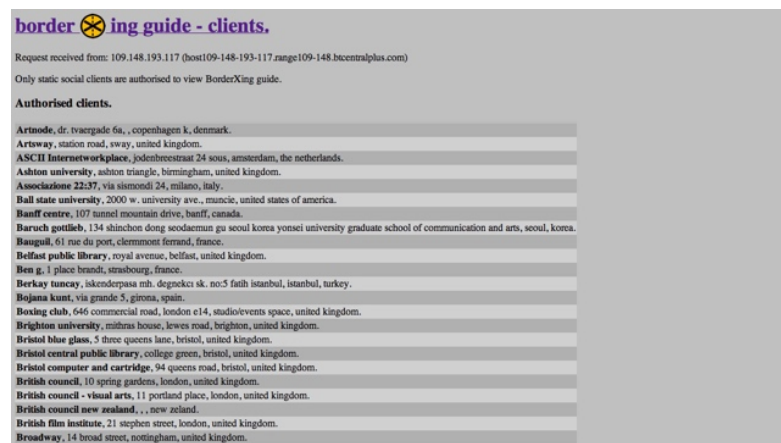 border ing guide - clients.
Request received from: 109.148.193.117 (host109-148-193-117.range109-148.btcentralplus.com)
Only static social clients are authorised to view BorderXing guide.
Authorised clients.
Artnode, dr. tvaergade 6a, , copenhagen k, denmark.
Artsway, station road, sway, united kingdom.
ASCII Internetworkplace, jodenbreestraat 24 sous, amsterdam, the netherlands.
Ashton university, ashton triangle, birmingham, united kingdom.
Associazione 22:37, via sismondi 24, milano, italy.
Ball state university, 2000 w. university ave., muncie, united states of america.
Banff centre, 107 tunnel mountain drive, banff, canada.
Baruch gottlieb, 134 shinchon dong seodaemun gu seoul korea yonsei university graduate school of communication and arts, seoul, korea.
Bauguil, 61 rue du port, clermmont ferrand, france.
Belfast public library, royal avenue, belfast, united kingdom.
Ben g, 1 place brandt, strasbourg, france.
Berkay tuncay, iskenderpasa mh. degnekcı sk. no:5 fatih istanbul, istanbul, turkey.
Bojana kunt, via grande 5, girona, spain.
Boxing club, 646 commercial road, london e14, studio/events space, united kingdom.
Brighton university, mithras house, lewes road, brighton, united kingdom.
Bristol blue glass, 5 three queens lane, bristol, united kingdom.
Bristol central public library, college green, bristol, united kingdom.
Bristol computer and cartridge, 94 queens road, bristol, united kingdom.
British council, 10 spring gardens, london, united kingdom.
British council - visual arts, 11 portland place, london, united kingdom.
British council new zealand, , , new zeland.
British film institute, 21 stephen street, london, united kingdom.
Broadway, 14 broad street, nottingham, united kingdom.